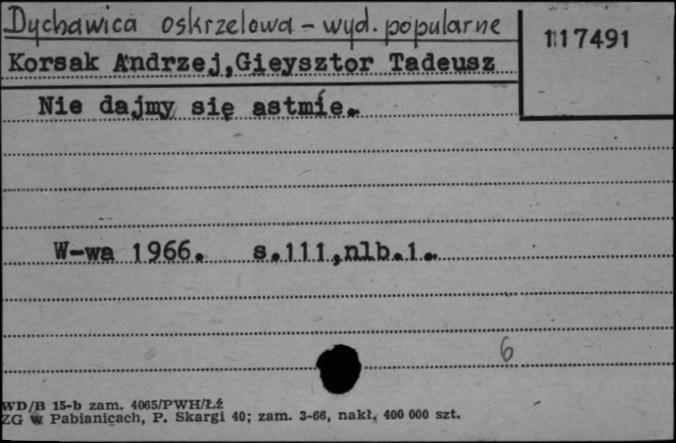 Dychawica oskrzelowa - wyd. popularne
117491
Korsak Andrzej,Gieysztor Tadeusz
Nie dajmy się astmie.
W-wa 1966. s.111,nlb.1.
6
WD/B 15-b zam. 4065/PWH/Łź
ZG w Pabianicach, P. Skargi 40; zam. 3-66, nakł. 400 000 szt.